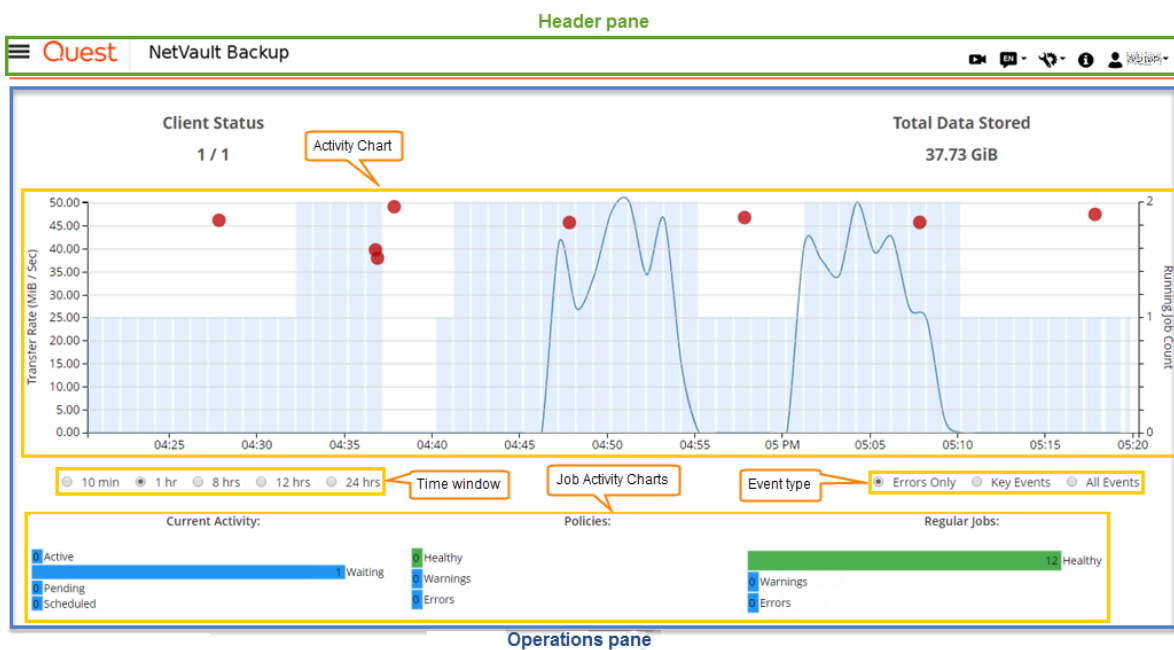 Header pane
Quest NetVault Backup
EN
Client Status
1 / 1
Activity Chart
Total Data Stored
37.73 GiB
Transfer Rate (MiB / Sec)
50.00
45.00
40.00
35.00
30.00
25.00
20.00
15.00
10.00
5.00
0.00
2
1
0
Running Job Count
04:25 04:30 04:35 04:40 04:45 04:50 04:55 05 PM 05:05 05:10 05:15 05:20
10 min 1 hr 8 hrs 12 hrs 24 hrs
Time window
Job Activity Charts
Event type
Errors Only Key Events All Events
Current Activity:
0 Active
1 Waiting
0 Pending
0 Scheduled
Policies:
0 Healthy
0 Warnings
0 Errors
Regular Jobs:
12 Healthy
0 Warnings
0 Errors
Operations pane